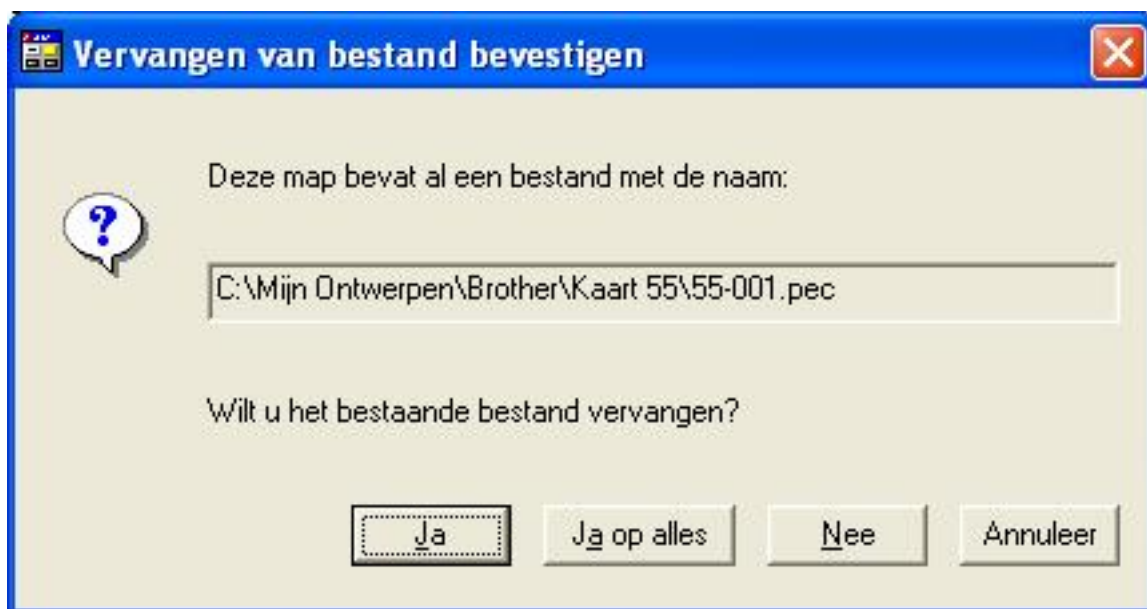 Vervangen van bestand bevestigen
Deze map bevat al een bestand met de naam:
C:\Mijn Ontwerpen\Brother\Kaart 55\55-001.pec
Wilt u het bestaande bestand vervangen?
Ja Ja op alles Nee Annuleer